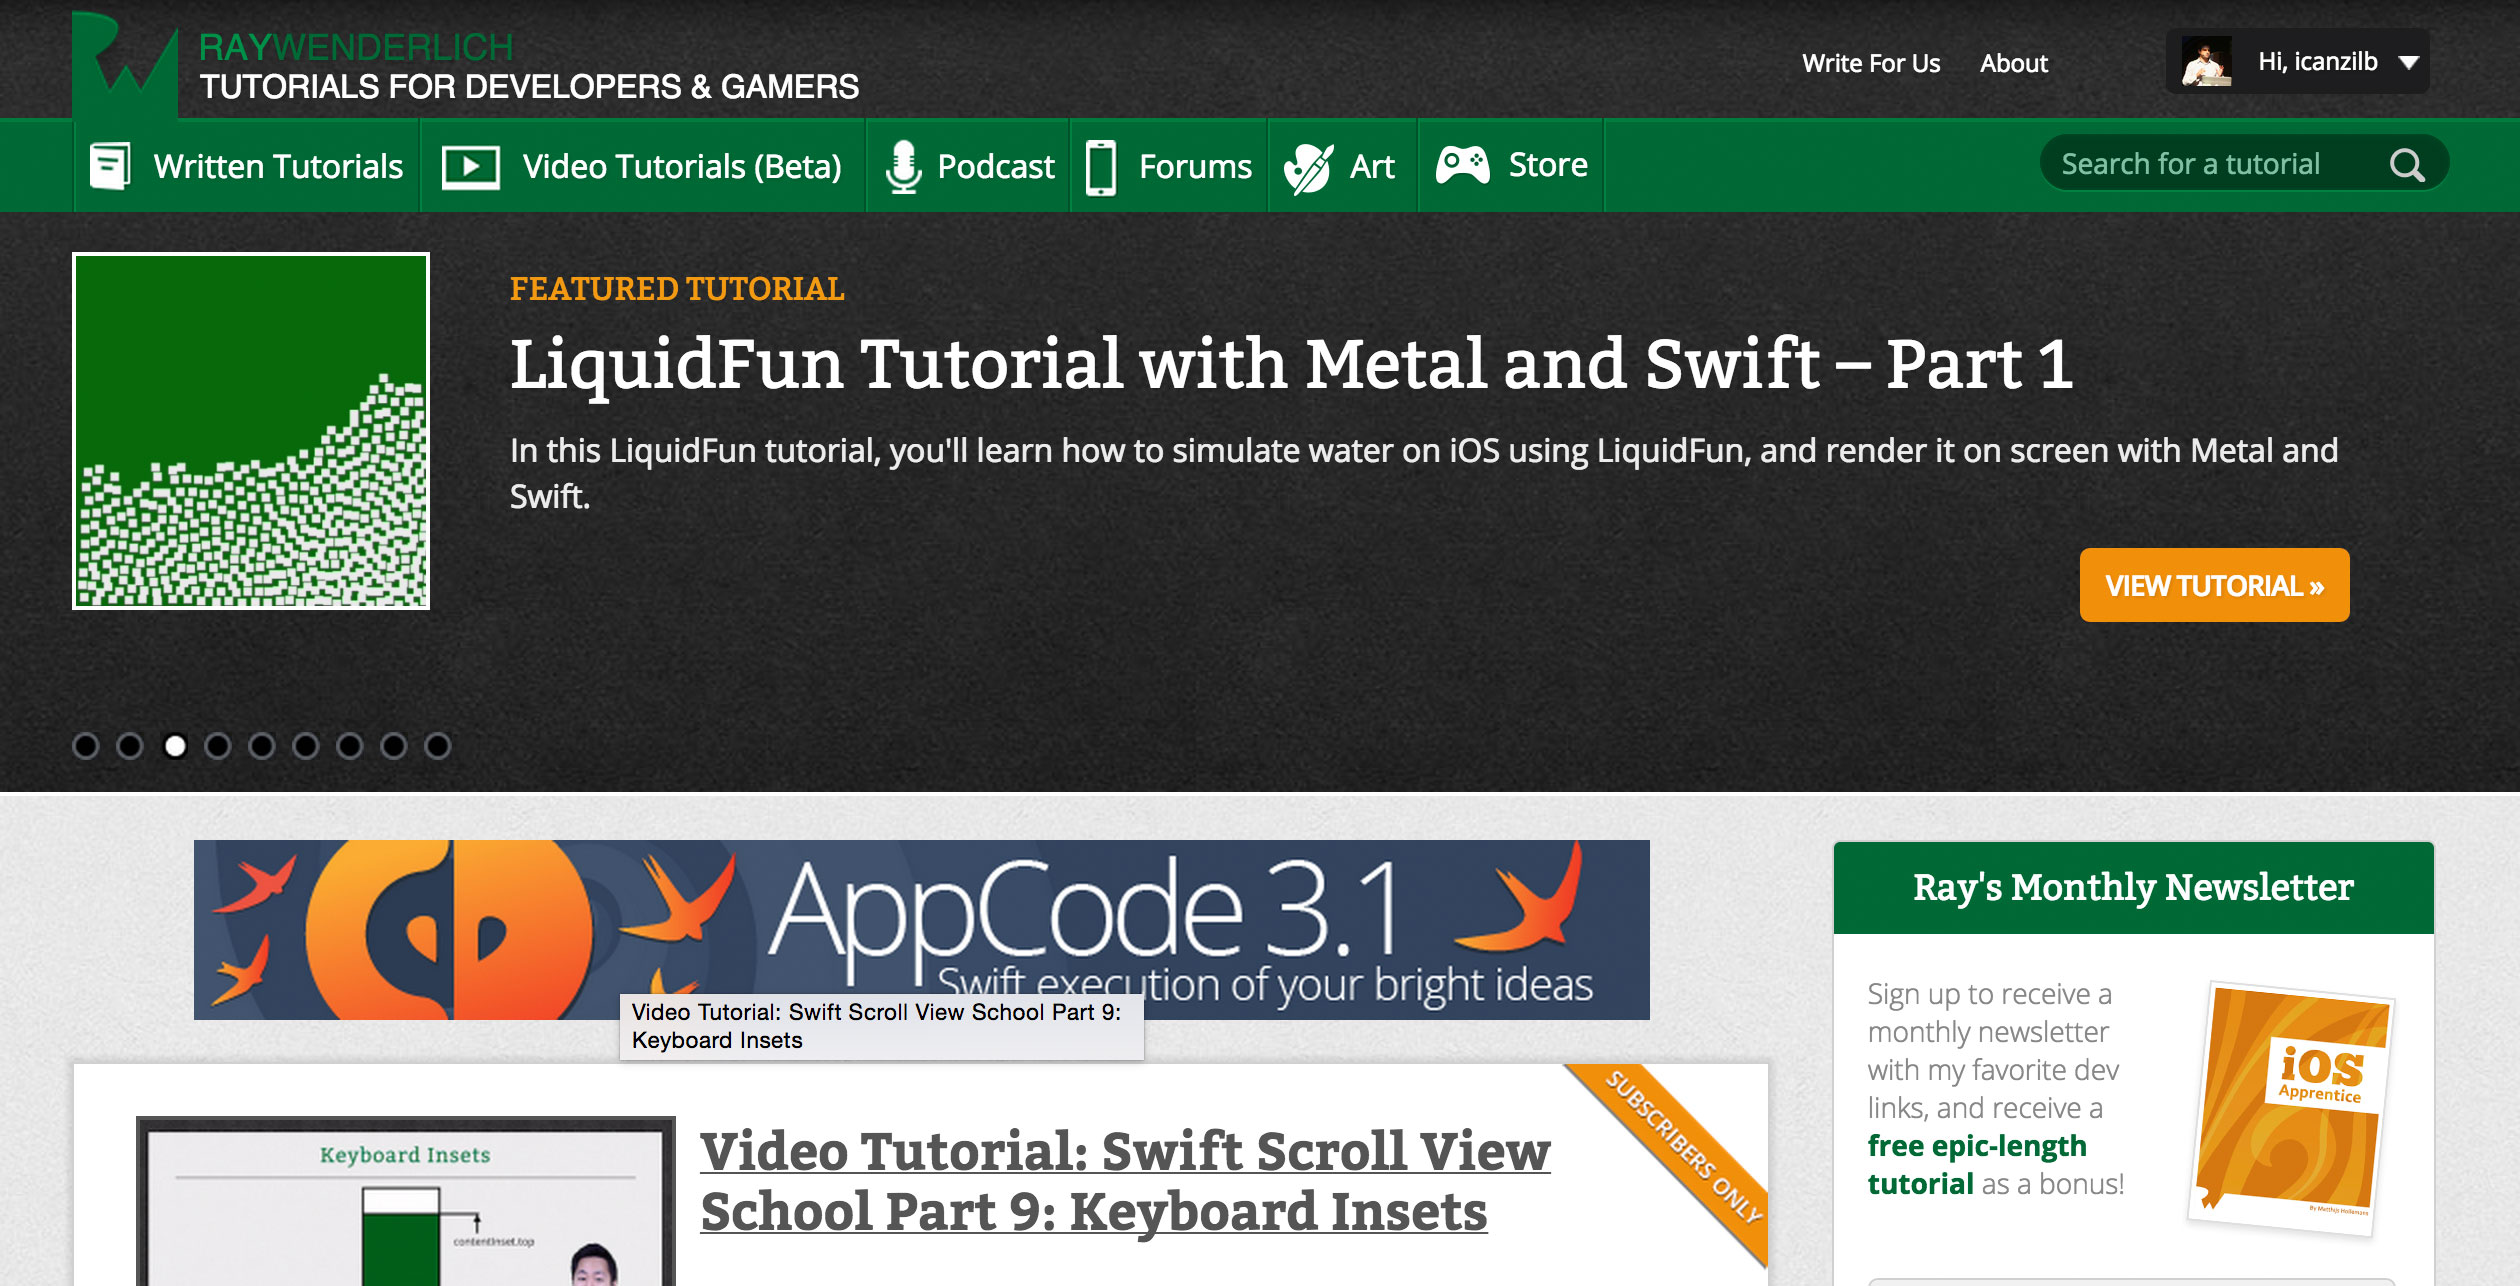 RAYWENDERLICH
TUTORIALS FOR DEVELOPERS & GAMERS
Write For Us
About
Hi, icanzilb
Written Tutorials
Video Tutorials (Beta)
Podcast
Forums
Art
Store
Search for a tutorial
FEATURED TUTORIAL
LiquidFun Tutorial with Metal and Swift – Part 1
In this LiquidFun tutorial, you'll learn how to simulate water on iOS using LiquidFun, and render it on screen with Metal and
Swift.
VIEW TUTORIAL »
AppCode 3.1
Swift execution of your bright ideas
Video Tutorial: Swift Scroll View School Part 9:
Keyboard Insets
Keyboard Insets
contentInset.top
Video Tutorial: Swift Scroll View
School Part 9: Keyboard Insets
SUBSCRIBERS ONLY
Ray's Monthly Newsletter
Sign up to receive a
monthly newsletter
with my favorite dev
links, and receive a
free epic-length
tutorial as a bonus!
iOS
Apprentice
By Matthijs Hollemans